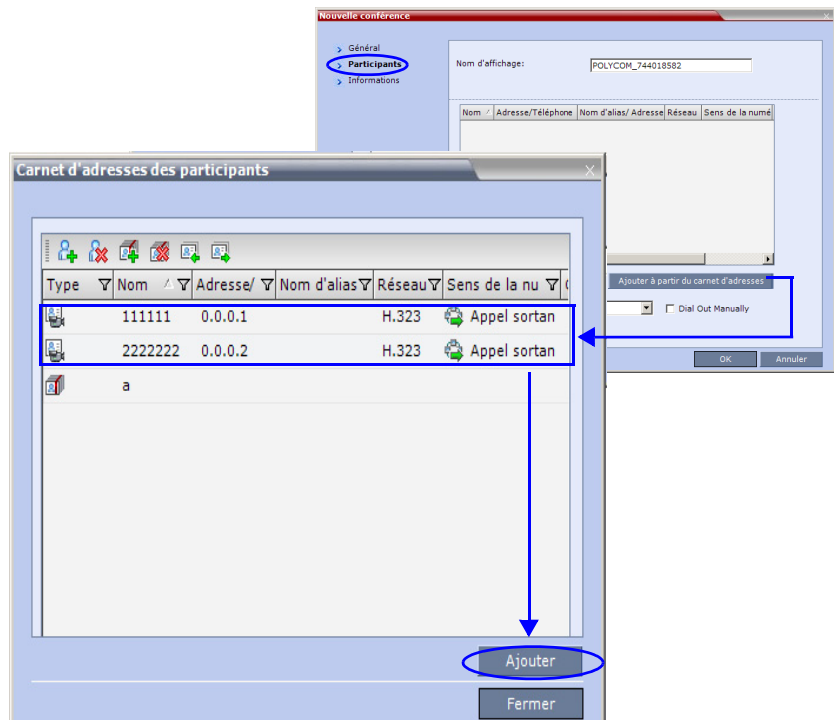 Nouvelle conférence
Général
Participants
Informations
Nom d'affichage: POLYCOM_744018582
Nom Adresse/Téléphone Nom d'alias/ Adresse Réseau Sens de la numé
Ajouter à partir du carnet d'adresses
Dial Out Manually
OK Annuler
Carnet d'adresses des participants
Type Nom Adresse/ Nom d'alias Réseau Sens de la nu
111111 0.0.0.1 H.323 Appel sortan
2222222 0.0.0.2 H.323 Appel sortan
a
Ajouter
Fermer